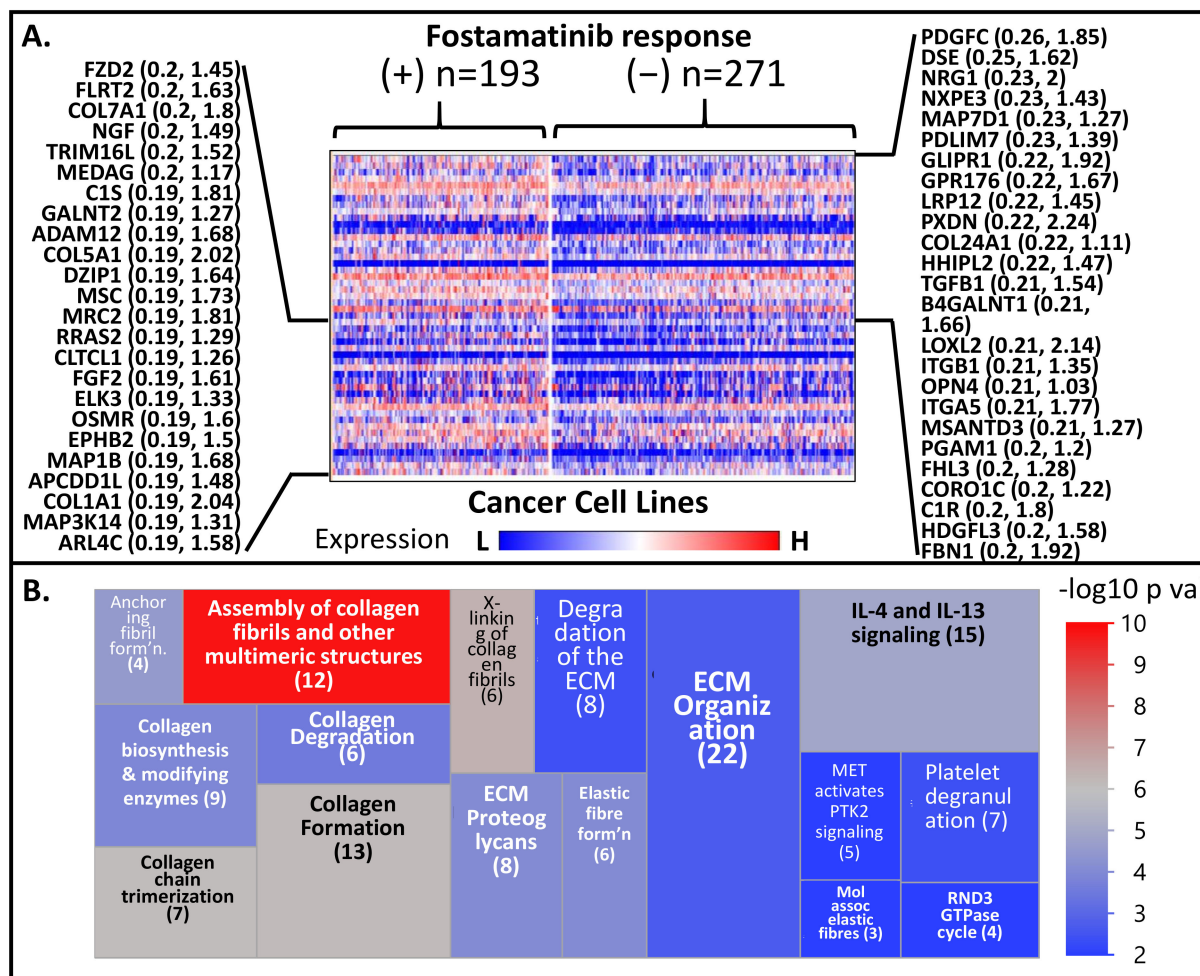 A.
Fostamatinib response
(+) n=193
(−) n=271
FZD2 (0.2, 1.45)
FLRT2 (0.2, 1.63)
COL7A1 (0.2, 1.8)
NGF (0.2, 1.49)
TRIM16L (0.2, 1.52)
MEDAG (0.2, 1.17)
C1S (0.19, 1.81)
GALNT2 (0.19, 1.27)
ADAM12 (0.19, 1.68)
COL5A1 (0.19, 2.02)
DZIP1 (0.19, 1.64)
MSC (0.19, 1.73)
MRC2 (0.19, 1.81)
RRAS2 (0.19, 1.29)
CLTCL1 (0.19, 1.26)
FGF2 (0.19, 1.61)
ELK3 (0.19, 1.33)
OSMR (0.19, 1.6)
EPHB2 (0.19, 1.5)
MAP1B (0.19, 1.68)
APCDD1L (0.19, 1.48)
COL1A1 (0.19, 2.04)
MAP3K14 (0.19, 1.31)
ARL4C (0.19, 1.58)
PDGFC (0.26, 1.85)
DSE (0.25, 1.62)
NRG1 (0.23, 2)
NXPE3 (0.23, 1.43)
MAP7D1 (0.23, 1.27)
PDLIM7 (0.23, 1.39)
GLIPR1 (0.22, 1.92)
GPR176 (0.22, 1.67)
LRP12 (0.22, 1.45)
PXDN (0.22, 2.24)
COL24A1 (0.22, 1.11)
HHIPL2 (0.22, 1.47)
TGFB1 (0.21, 1.54)
B4GALNT1 (0.21,
1.66)
LOXL2 (0.21, 2.14)
ITGB1 (0.21, 1.35)
OPN4 (0.21, 1.03)
ITGA5 (0.21, 1.77)
MSANTD3 (0.21, 1.27)
PGAM1 (0.2, 1.2)
FHL3 (0.2, 1.28)
CORO1C (0.2, 1.22)
C1R (0.2, 1.8)
HDGFL3 (0.2, 1.58)
FBN1 (0.2, 1.92)
Cancer Cell Lines
Expression L H
B.
Anchor
ing
fibril
form’n.
(4)
Assembly of collagen
fibrils and other
multimeric structures
(12)
X-
linkin
g of
collag
en
fibrils
(6)
Degra
dation
of the
ECM
(8)
ECM
Organiz
ation
(22)
IL-4 and IL-13
signaling (15)
Collagen
biosynthesis
& modifying
enzymes (9)
Collagen
Degradation
(6)
Collagen
Formation
(13)
Collagen
chain
trimerization
(7)
ECM
Proteog
lycans
(8)
Elastic
fibre
form’n
(6)
MET
activates
PTK2
signaling
(5)
Platelet
degranul
ation (7)
Mol
assoc
elastic
fibres (3)
RND3
GTPase
cycle (4)
-log10 p va
10
9
8
7
6
5
4
3
2